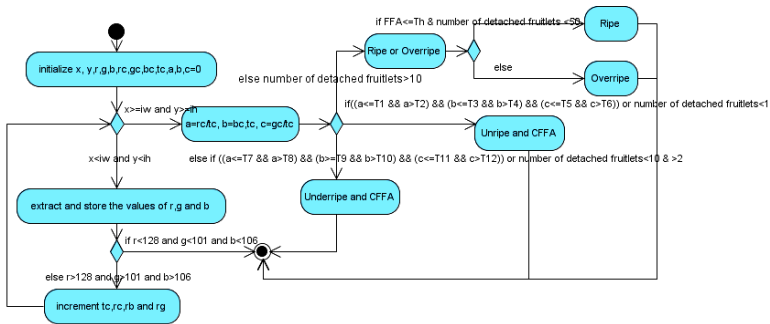 if FFA<=Th & number of detached fruitlets <50
Ripe
Ripe or Overripe
initialize x, y,r,g,b,rc,gc,bc,tc,a,b,c=0
else
Overripe
else number of detached fruitlets>10
x>=iw and y>=ih
if((a<=T1 && a>T2) && (b<=T3 && b>T4) && (c<=T5 && c>T6)) or number of detached fruitlets<1
a=rc/tc, b=bc,tc, c=gc/tc
Unripe and CFFA
x<iw and y<ih
else if ((a<=T7 && a>T8) && (b>=T9 && b>T10) && (c<=T11 && c>T12)) or number of detached fruitlets<10 & >2
Underripe and CFFA
extract and store the values of r,g and b
if r<128 and g<101 and b<106
else r>128 and g>101 and b>106
increment tc,rc,rb and rg